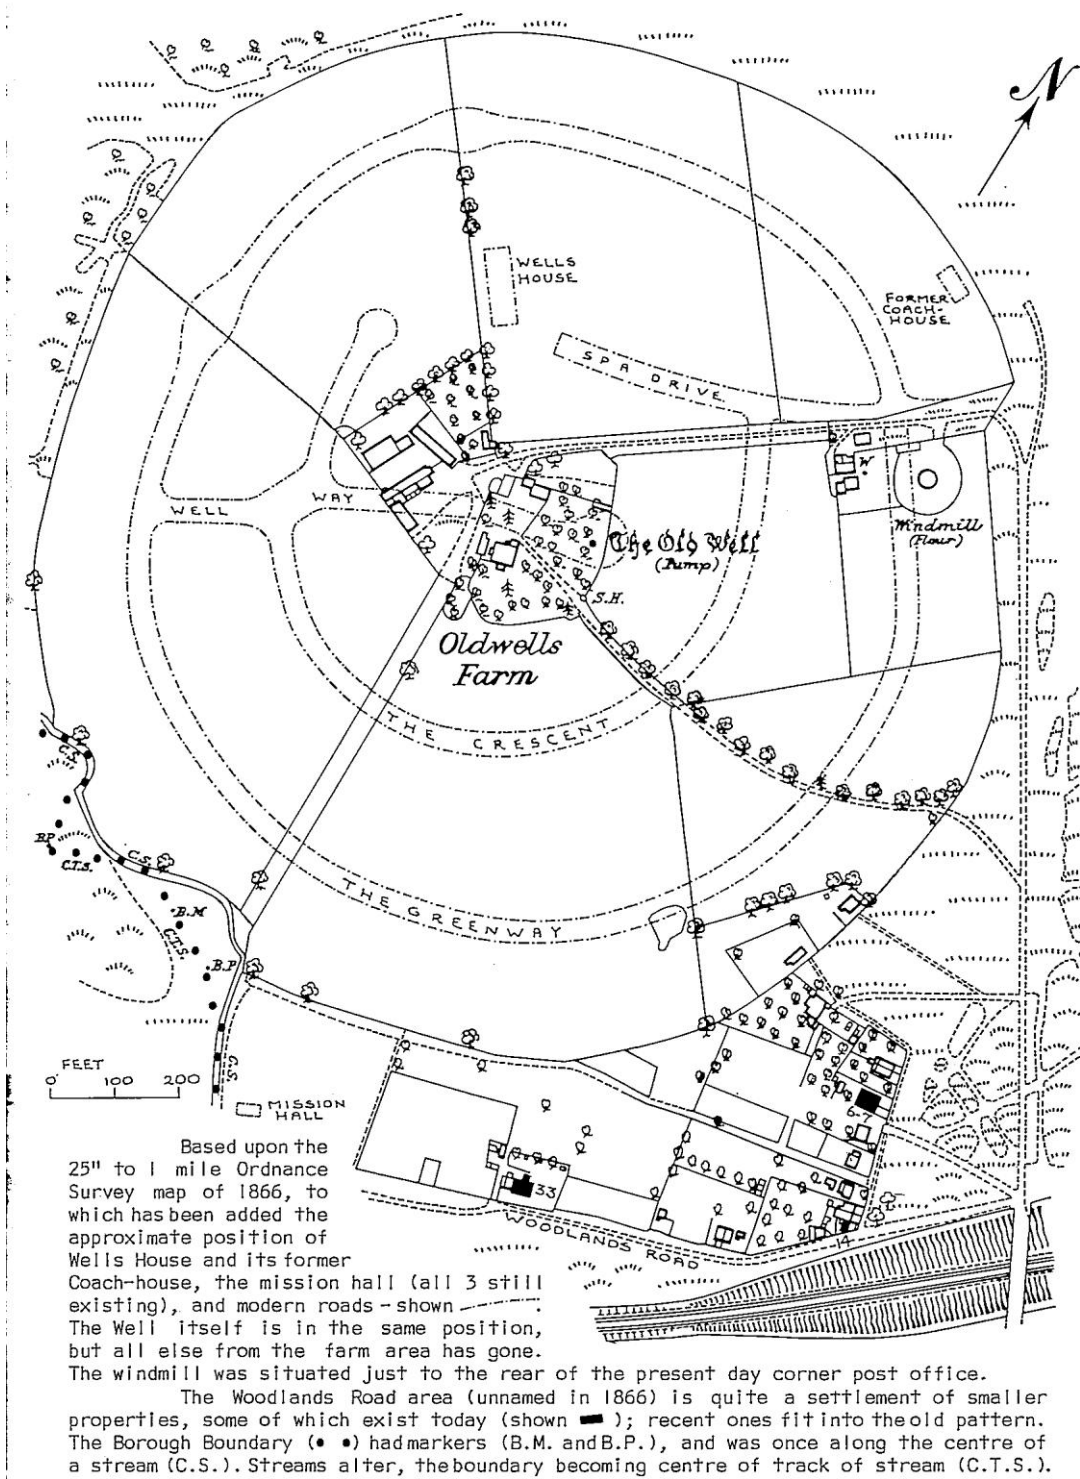 N
WELLS
HOUSE
FORMER
COACH-
HOUSE
SPA DRIVE
WAY
WELL
W
Windmill
(Flour)
The Old Well
(Pump)
S.H.
Oldwells
Farm
THE CRESCENT
C.S.
B.P.
C.T.S.
C.S.
B.M
C.T.S.
B.P
THE GREENWAY
C.S
FEET
0 100 200
MISSION
HALL
6-7
33
14
WOODLANDS ROAD
Based upon the
25" to 1 mile Ordnance
Survey map of 1866, to
which has been added the
approximate position of
Wells House and its former
Coach-house, the mission hall (all 3 still
existing), and modern roads - shown
The Well itself is in the same position,
but all else from the farm area has gone.
The windmill was situated just to the rear of the present day corner post office.
The Woodlands Road area (unnamed in 1866) is quite a settlement of smaller
properties, some of which exist today (shown ); recent ones fit into the old pattern.
The Borough Boundary (• •) had markers (B.M. and B.P.), and was once along the centre of
a stream (C.S.). Streams alter, the boundary becoming centre of track of stream (C.T.S.).